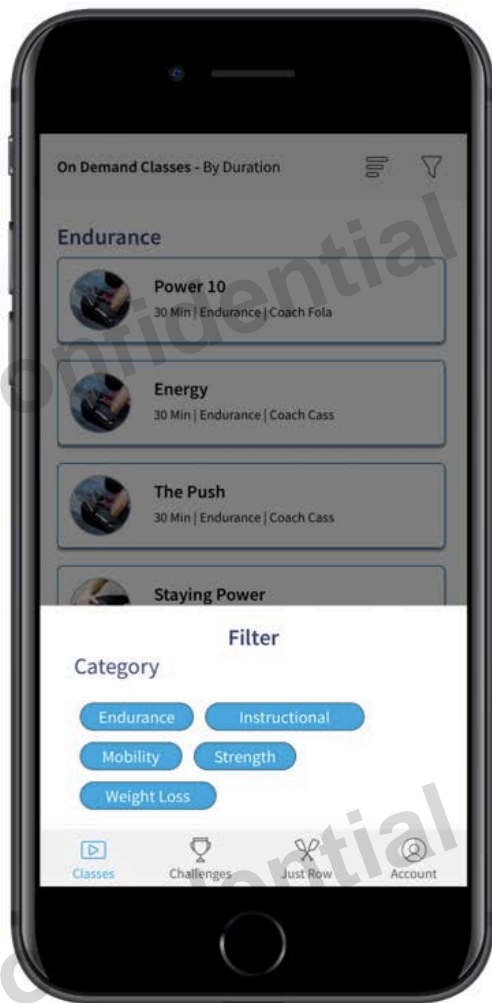 On Demand Classes - By Duration
Endurance
Power 10
30 Min | Endurance | Coach Fola
Energy
30 Min | Endurance | Coach Cass
The Push
30 Min | Endurance | Coach Cass
Staying Power
Filter
Category
Endurance Instructional
Mobility Strength
Weight Loss
Classes Challenges Just Row Account